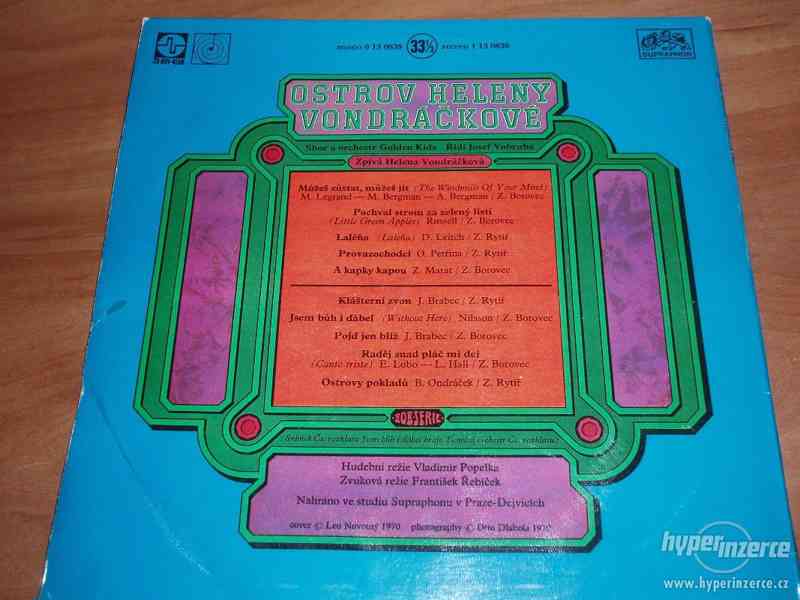 mono 0 13 0839 33⅓ stereo 1 13 0839
SUPRAPHON
OSTROV HELENY
VONDRÁČKOVÉ
Sbor a orchestr Golden Kids Řídí Josef Vobruba
Zpívá Helena Vondráčková
Můžeš zůstat, můžeš jít (The Windmills Of Your Mind)
M. Legrand — M. Bergman — A. Bergman / Z. Borovec
Pochval strom za zelený listí
(Little Green Apples) Russell / Z. Borovec
Laléňa (Laleña) D. Leitch / Z. Rytíř
Provazochodci O. Petřina / Z. Rytíř
A kapky kapou Z. Marat / Z. Borovec
Klášterní zvon J. Brabec / Z. Rytíř
Jsem bůh i ďábel (Without Here) Nilsson / Z. Borovec
Pojď jen blíž J. Brabec / Z. Borovec
Raděj snad pláč mi dej
(Canto triste) E. Lobo — L. Hall / Z. Borovec
Ostrovy pokladů B. Ondráček / Z. Rytíř
Hudební režie Vladimír Popelka
Zvuková režie František Řebíček
Nahráno ve studiu Supraphonu v Praze-Dejvicích
cover © Leo Novotný 1970 photography © Oto Dlabola 1970
hyperinzerce
www.hyperinzerce.cz